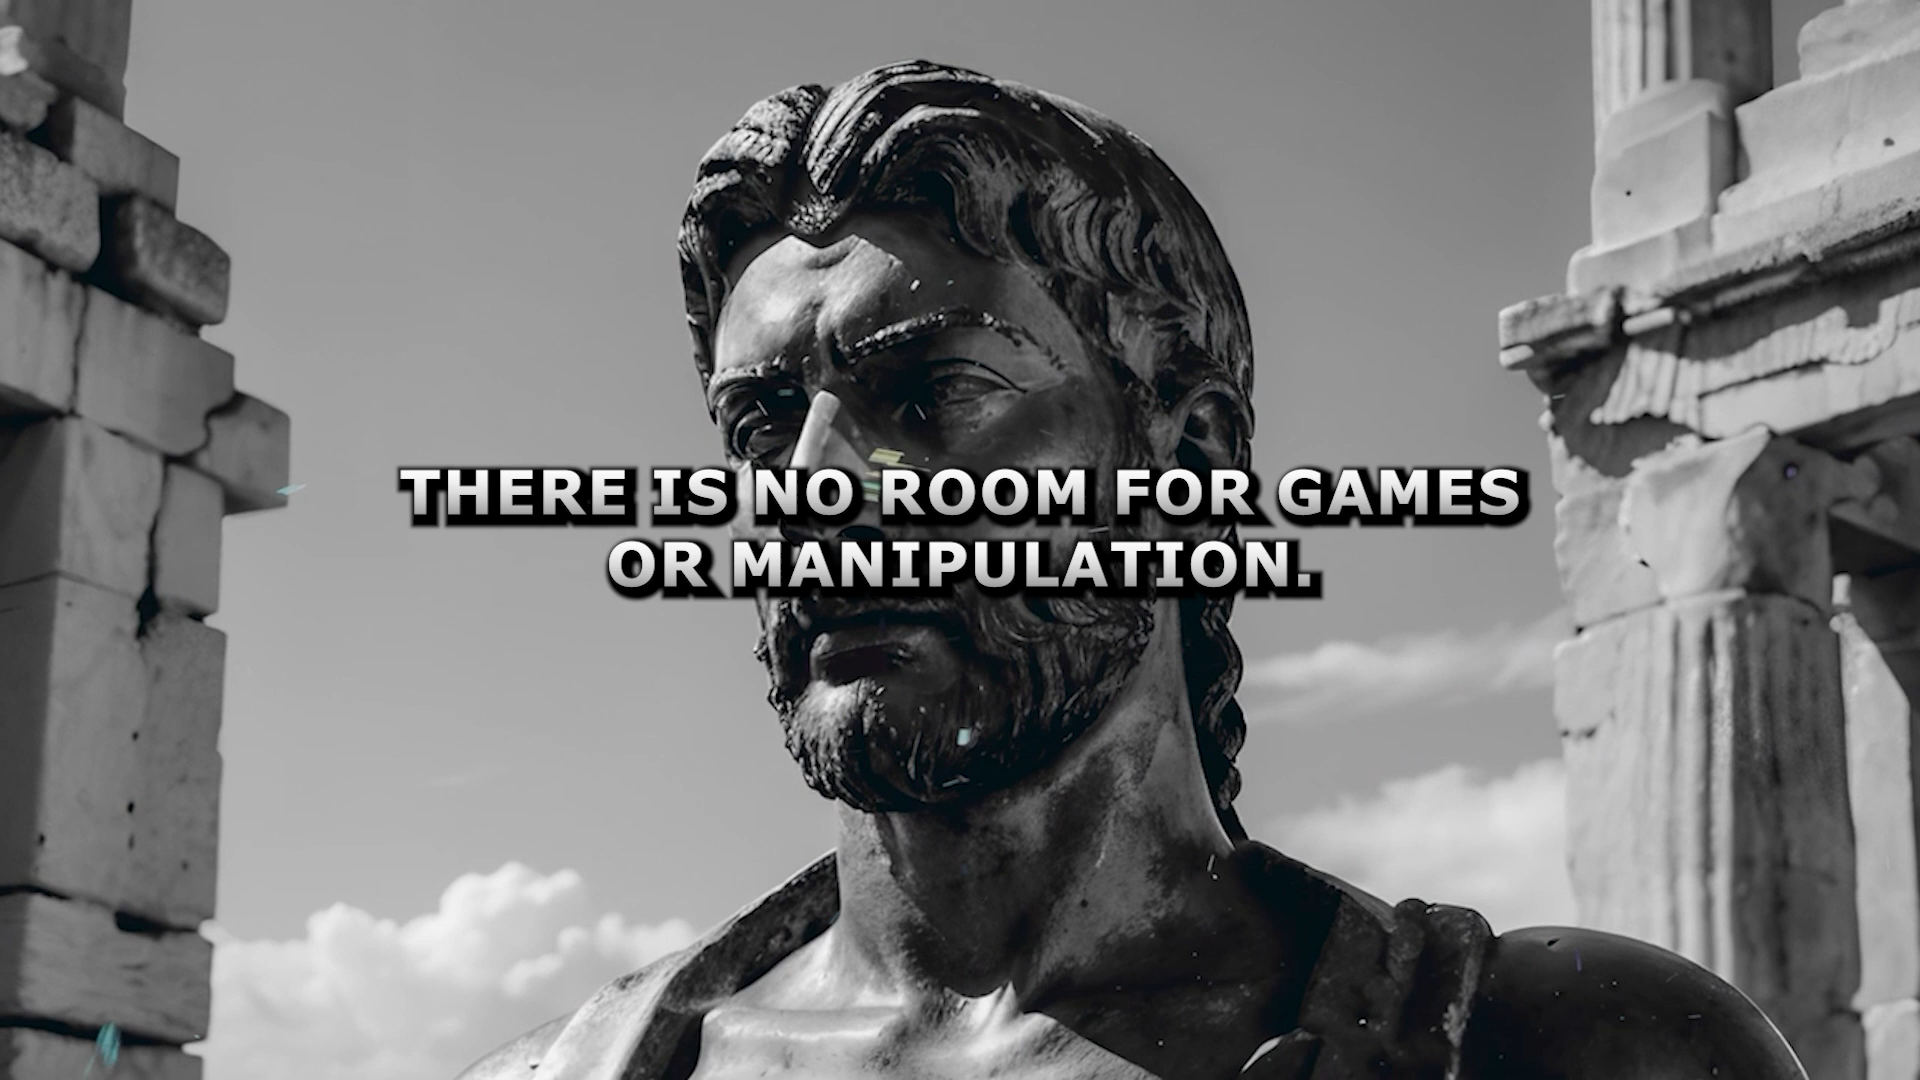 THERE IS NO ROOM FOR GAMES
OR MANIPULATION.